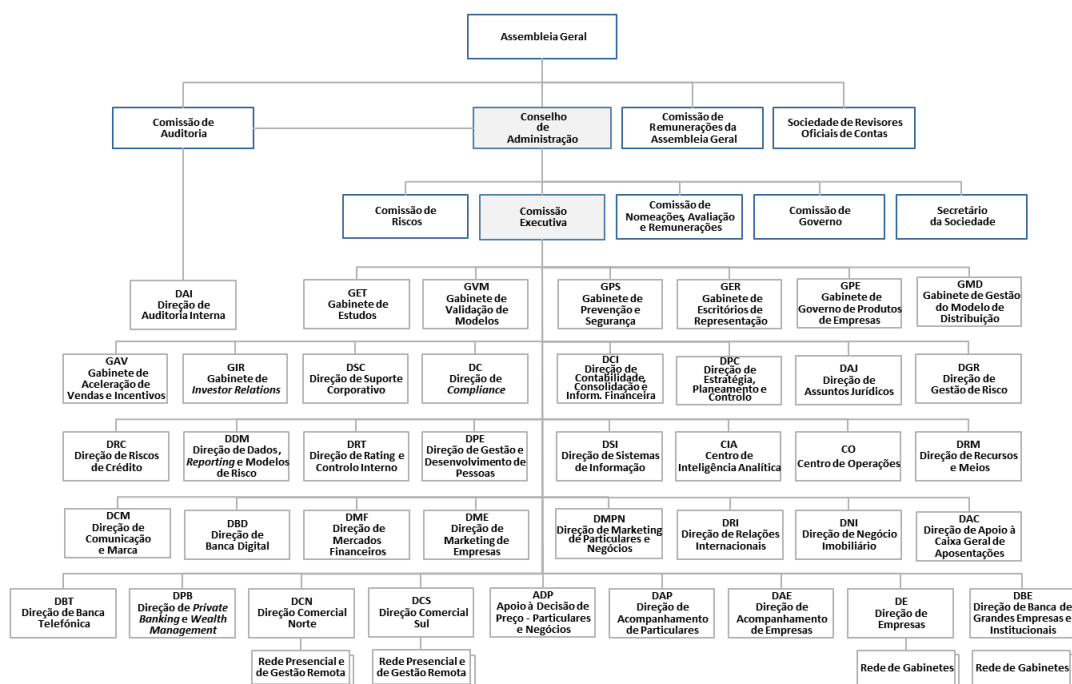 Assembleia Geral
Comissão de
Auditoria
Conselho
de
Administração
Comissão de
Remunerações da
Assembleia Geral
Sociedade de Revisores
Oficiais de Contas
Comissão de
Riscos
Comissão
Executiva
Comissão de
Nomeações, Avaliação
e Remunerações
Comissão de
Governo
Secretário
da Sociedade
DAI
Direção de
Auditoria Interna
GET
Gabinete de
Estudos
GVM
Gabinete de
Validação de
Modelos
GPS
Gabinete de
Prevenção e
Segurança
GER
Gabinete de
Escritórios de
Representação
GPE
Gabinete de
Governo de Produtos
de Empresas
GMD
Gabinete de Gestão
do Modelo de
Distribuição
GAV
Gabinete de
Aceleração de
Vendas e Incentivos
GIR
Gabinete de
Investor Relations
DSC
Direção de Suporte
Corporativo
DC
Direção de
Compliance
DCI
Direção de
Contabilidade,
Consolidação e
Inform. Financeira
DPC
Direção de
Estratégia,
Planeamento e
Controlo
DAJ
Direção de
Assuntos Jurídicos
DGR
Direção de
Gestão de Risco
DRC
Direção de Riscos
de Crédito
DDM
Direção de Dados,
Reporting e Modelos
de Risco
DRT
Direção de Rating e
Controlo Interno
DPE
Direção de Gestão e
Desenvolvimento de
Pessoas
DSI
Direção de Sistemas
de Informação
CIA
Centro de
Inteligência Analítica
CO
Centro de Operações
DRM
Direção de Recursos
e Meios
DCM
Direção de
Comunicação
e Marca
DBD
Direção de
Banca Digital
DMF
Direção de
Mercados
Financeiros
DME
Direção de
Marketing de
Empresas
DMPN
Direção de Marketing
de Particulares e
Negócios
DRI
Direção de Relações
Internacionais
DNI
Direção de Negócio
Imobiliário
DAC
Direção de Apoio à
Caixa Geral de
Aposentações
DBT
Direção de Banca
Telefónica
DPB
Direção de Private
Banking e Wealth
Management
DCN
Direção Comercial
Norte
DCS
Direção Comercial
Sul
ADP
Apoio à Decisão de
Preço - Particulares
e Negócios
DAP
Direção de
Acompanhamento
de Particulares
DAE
Direção de
Acompanhamento
de Empresas
DE
Direção de
Empresas
DBE
Direção de Banca de
Grandes Empresas e
Institucionais
Rede Presencial e
de Gestão Remota
Rede Presencial e
de Gestão Remota
Rede de Gabinetes
Rede de Gabinetes